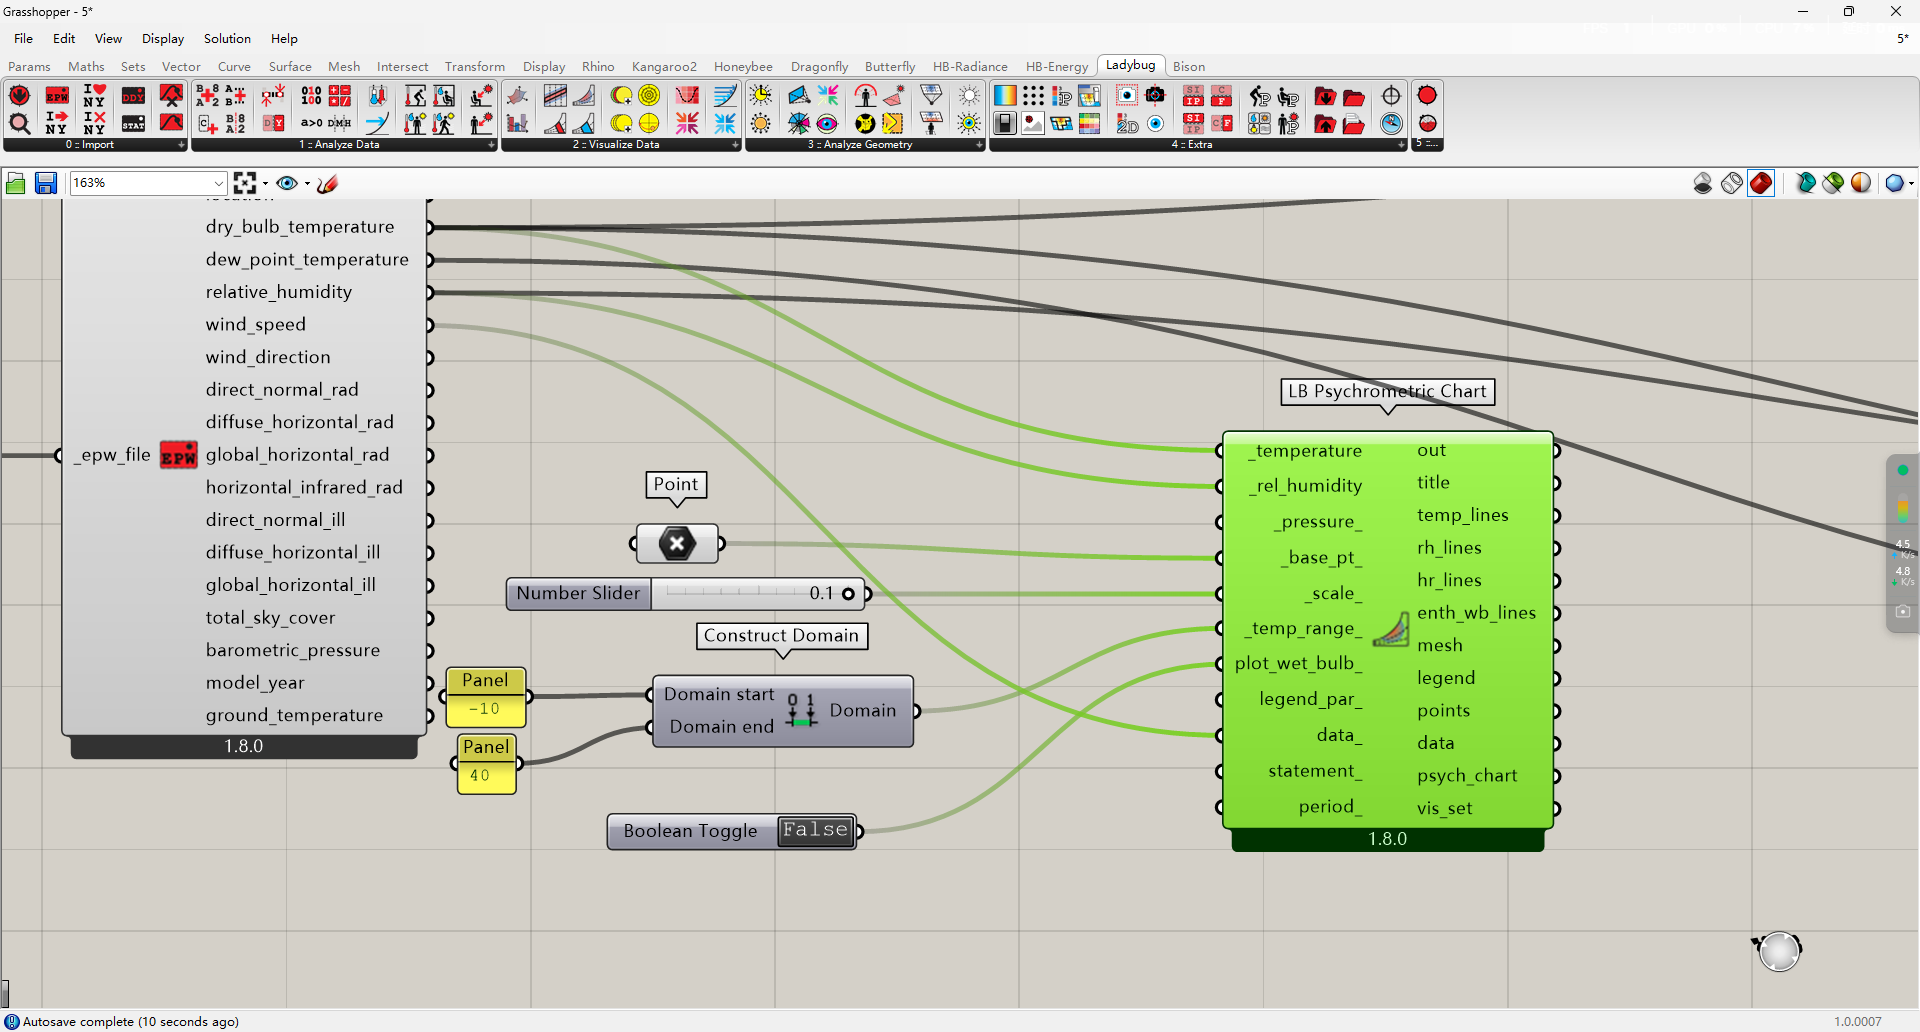 Grasshopper - 5*
File Edit View Display Solution Help 5*
Params Maths Sets Vector Curve Surface Mesh Intersect Transform Display Rhino Kangaroo2 Honeybee Dragonfly Butterfly HB-Radiance HB-Energy Ladybug Bison
0 :: Import 1 :: Analyze Data 2 :: Visualize Data 3 :: Analyze Geometry 4 :: Extra 5 ::...
163%
dry_bulb_temperature
dew_point_temperature
relative_humidity
wind_speed
wind_direction
direct_normal_rad
diffuse_horizontal_rad
_epw_file EPW global_horizontal_rad
horizontal_infrared_rad
direct_normal_ill
diffuse_horizontal_ill
global_horizontal_ill
total_sky_cover
barometric_pressure
model_year
ground_temperature
1.8.0
Point
Number Slider 0.1
Construct Domain
Panel
-10
Panel
40
Domain start
Domain end
0 1
Domain
Boolean Toggle False
LB Psychrometric Chart
_temperature
_rel_humidity
_pressure_
_base_pt_
_scale_
_temp_range_
plot_wet_bulb_
legend_par_
data_
statement_
period_
out
title
temp_lines
rh_lines
hr_lines
enth_wb_lines
mesh
legend
points
data
psych_chart
vis_set
1.8.0
4.5
K/s
4.8
K/s
Autosave complete (10 seconds ago) 1.0.0007